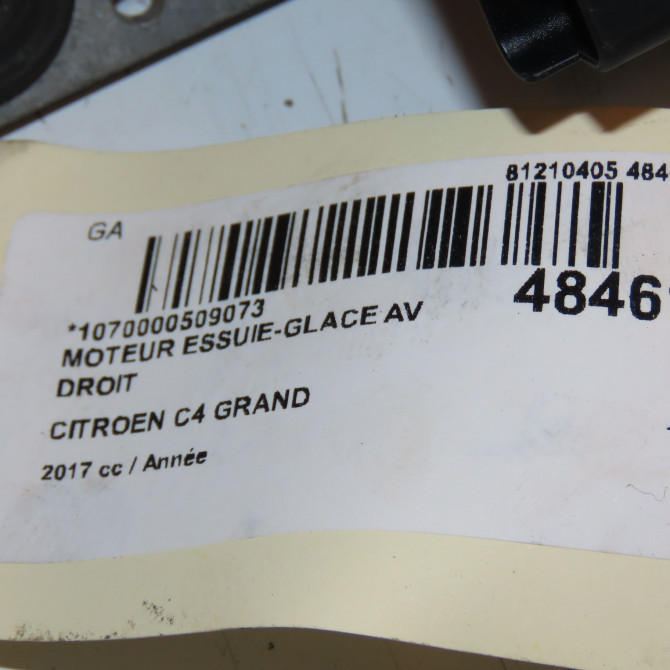 81210405 484
GA
4846
*1070000509073
MOTEUR ESSUIE-GLACE AV
DROIT
CITROEN C4 GRAND
2017 cc / Année